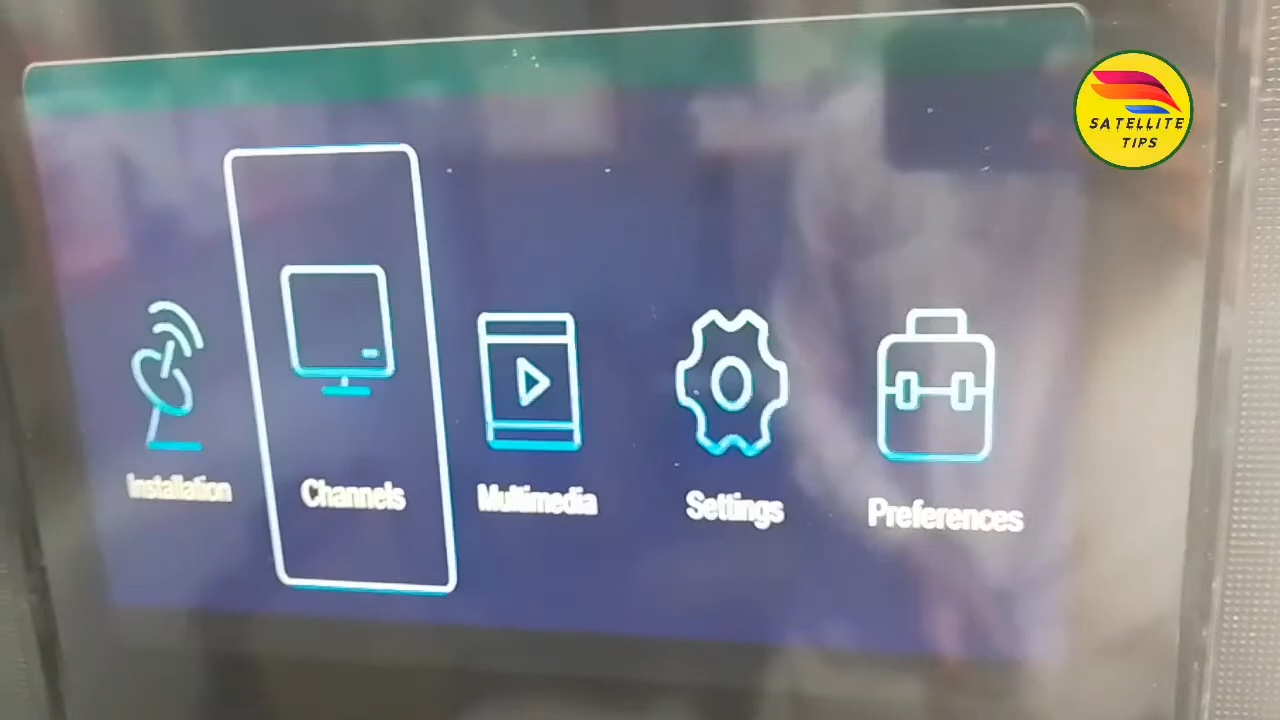 SATELLITE
TIPS
Installation
Channels
Multimedia
Settings
Preferences